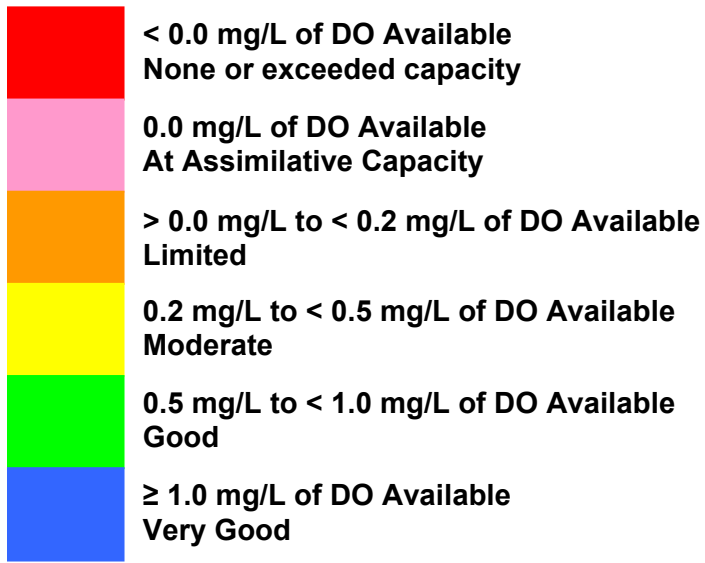 < 0.0 mg/L of DO Available
None or exceeded capacity
0.0 mg/L of DO Available
At Assimilative Capacity
> 0.0 mg/L to < 0.2 mg/L of DO Available
Limited
0.2 mg/L to < 0.5 mg/L of DO Available
Moderate
0.5 mg/L to < 1.0 mg/L of DO Available
Good
≥ 1.0 mg/L of DO Available
Very Good